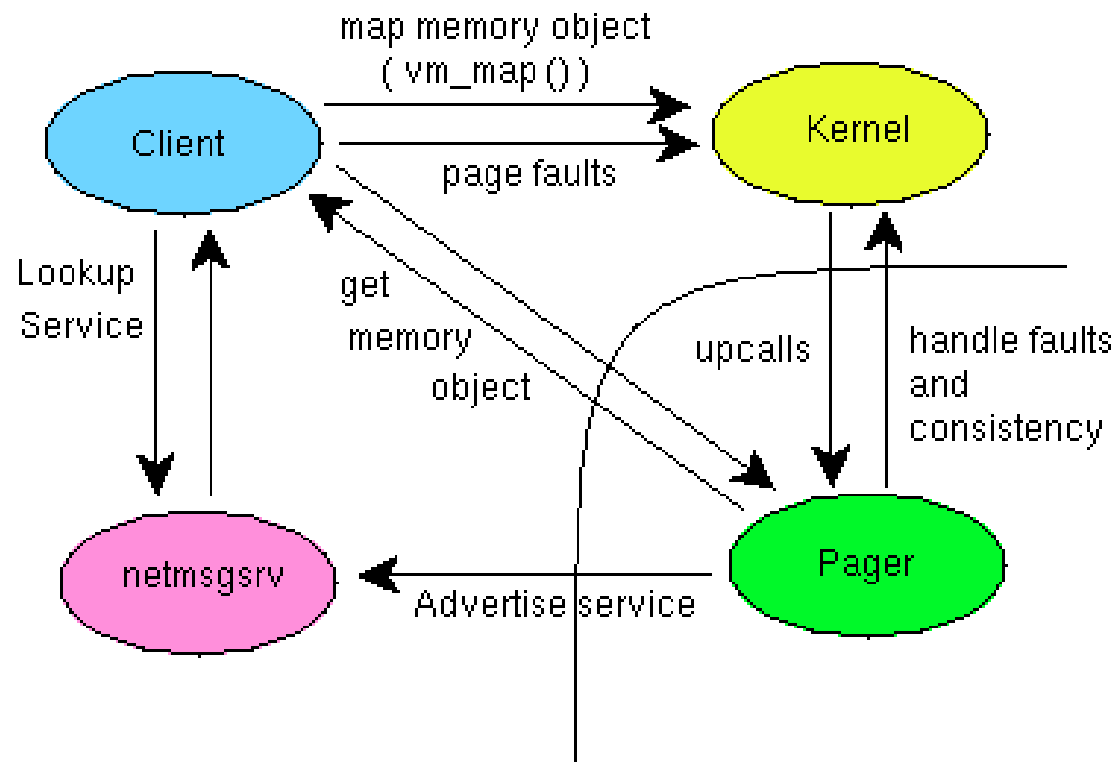 map memory object
( vm_map () )
Client
Kernel
page faults
Lookup
Service
get
memory
object
upcalls
handle faults
and
consistency
netmsgsrv
Pager
Advertise service